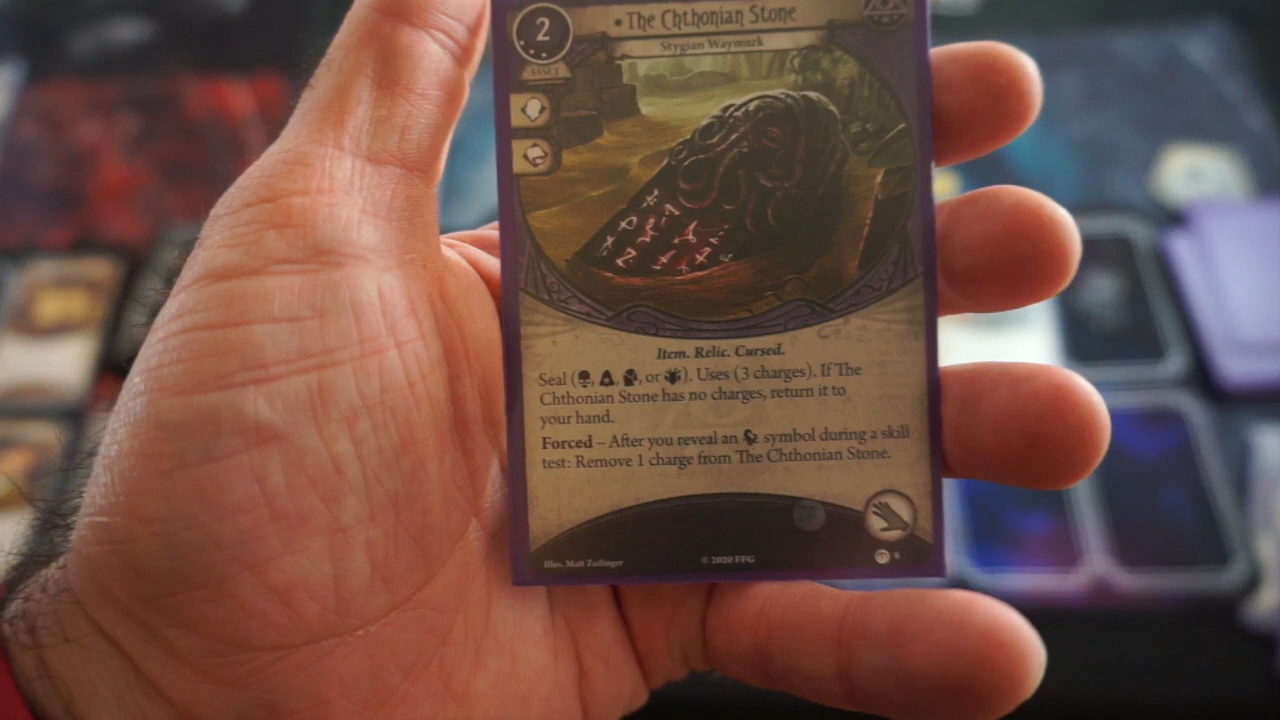 2
The Chthonian Stone
Stygian Waymark
ASSET
Item. Relic. Cursed.
Seal ( , , , or ). Uses (3 charges). If The
Chthonian Stone has no charges, return it to
your hand.
Forced – After you reveal an symbol during a skill
test: Remove 1 charge from The Chthonian Stone.
Illus. Matt Zeilinger
© 2020 FFG